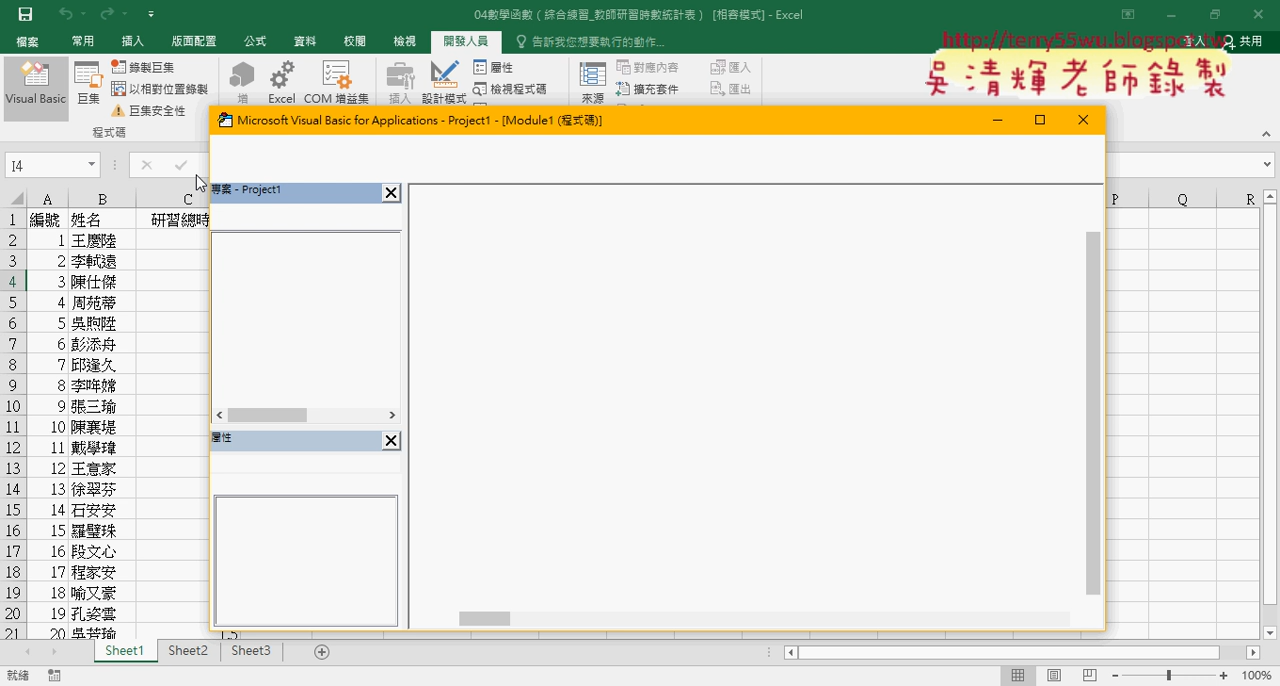 04數學函數（綜合練習_教師研習時數統計表） [相容模式] - Excel
檔案 常用 插入 版面配置 公式 資料 校閱 檢視 開發人員 告訴我您想要執行的動作... 登入 共用
http://terry55wu.blogspot.tw
吳清輝老師錄製
Visual Basic 巨集 錄製巨集 以相對位置錄製 巨集安全性
程式碼
增 Excel COM 增益集
插入 設計模式 屬性 檢視程式碼
來源 對應內容 擴充套件 匯入 匯出
Microsoft Visual Basic for Applications - Project1 - [Module1 (程式碼)]
專案 - Project1
屬性
I4
A B C P Q R
1 編號 姓名 研習總時
2 1 王慶陸
3 2 李軾遠
4 3 陳仕傑
5 4 周苑蒂
6 5 吳煦陞
7 6 彭添舟
8 7 邱逢久
9 8 李哖嫦
10 9 張三瑜
11 10 陳襄堤
12 11 戴學瑋
13 12 王意家
14 13 徐翠芬
15 14 石安安
16 15 羅璧珠
17 16 段文心
18 17 程家安
19 18 喻又豪
20 19 孔姿雲
21 20 吳芳瑜 1.5
Sheet1 Sheet2 Sheet3
就緒 100%